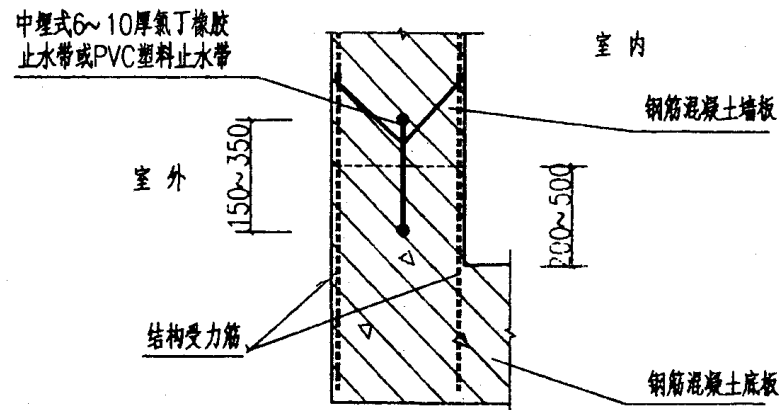 中埋式6~10厚氯丁橡胶
止水带或PVC塑料止水带
室内
钢筋混凝土墙板
150~350
室外
200~500
结构受力筋
钢筋混凝土底板